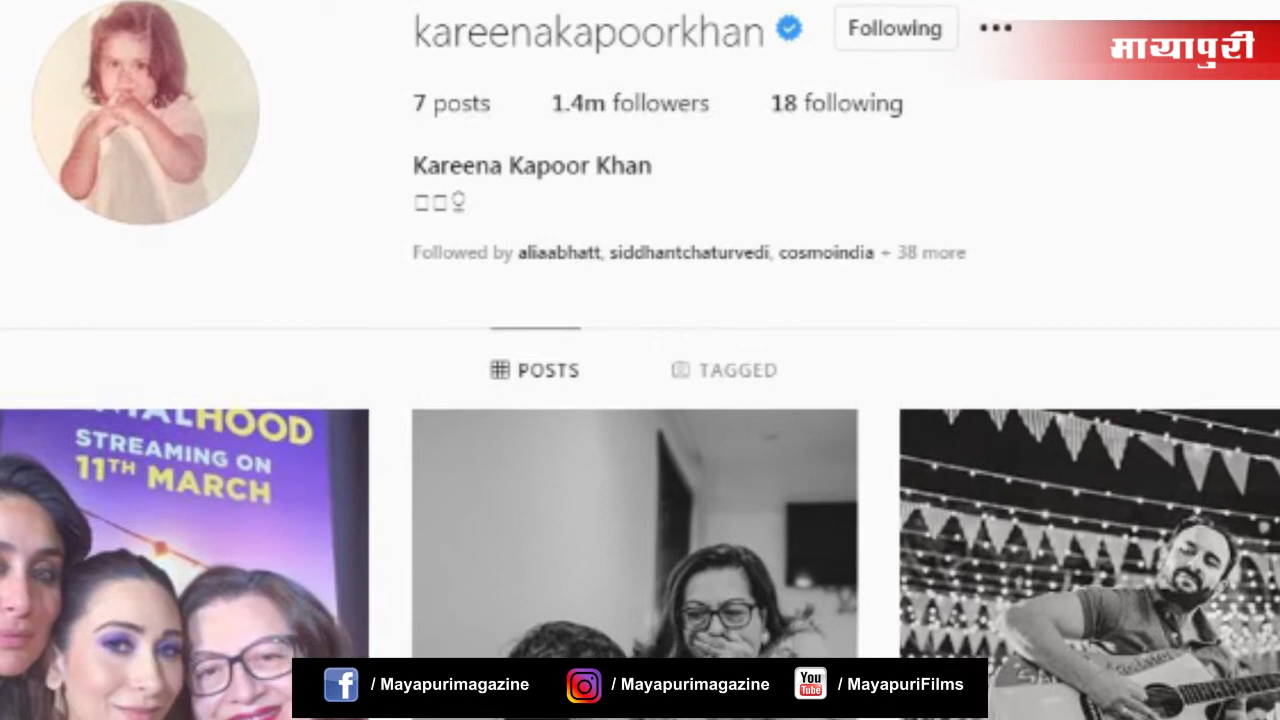 kareenakapoorkhan Following
मायापुरी
7 posts 1.4m followers 18 following
Kareena Kapoor Khan
Followed by aliaabhatt, siddhantchaturvedi, cosmoindia + 38 more
POSTS TAGGED
HOOD
STREAMING ON
11TH MARCH
/ Mayapurimagazine / Mayapurimagazine You Tube / MayapuriFilms